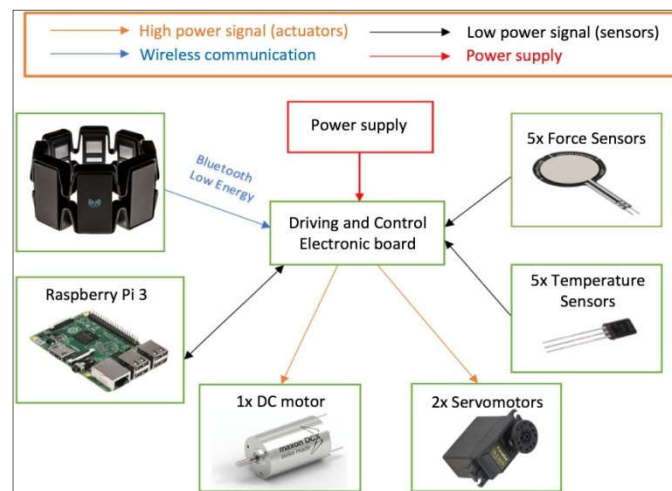 High power signal (actuators)
Low power signal (sensors)
Wireless communication
Power supply
Power supply
5x Force Sensors
Bluetooth
Low Energy
Driving and Control
Electronic board
Raspberry Pi 3
5x Temperature
Sensors
1x DC motor
2x Servomotors
maxon DCX